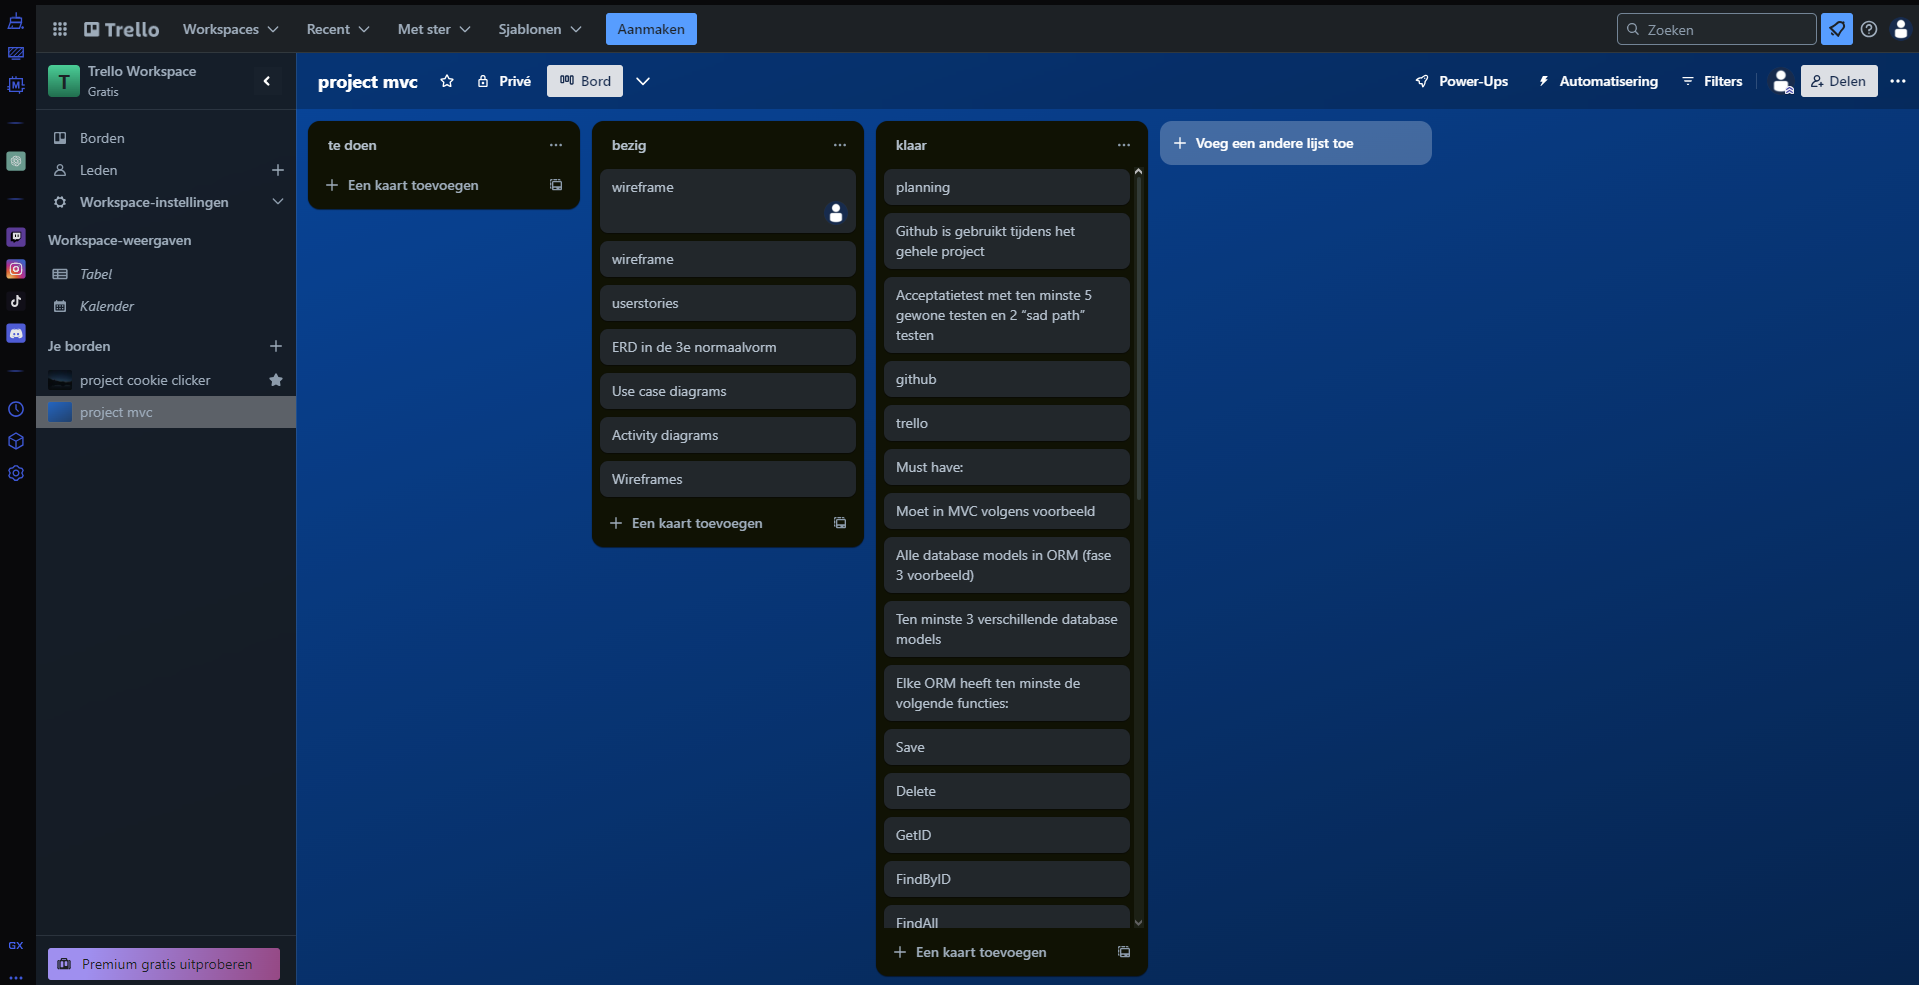 Trello
Workspaces
Recent
Met ster
Sjablonen
Aanmaken
Zoeken
T
Trello Workspace
Gratis
project mvc
Privé
Bord
Power-Ups
Automatisering
Filters
Delen
Borden
Leden
Workspace-instellingen
Workspace-weergaven
Tabel
Kalender
Je borden
project cookie clicker
project mvc
Premium gratis uitproberen
GX
te doen
Een kaart toevoegen
bezig
wireframe
wireframe
userstories
ERD in de 3e normaalvorm
Use case diagrams
Activity diagrams
Wireframes
Een kaart toevoegen
klaar
planning
Github is gebruikt tijdens het
gehele project
Acceptatietest met ten minste 5
gewone testen en 2 “sad path”
testen
github
trello
Must have:
Moet in MVC volgens voorbeeld
Alle database models in ORM (fase
3 voorbeeld)
Ten minste 3 verschillende database
models
Elke ORM heeft ten minste de
volgende functies:
Save
Delete
GetID
FindByID
FindAll
Een kaart toevoegen
Voeg een andere lijst toe